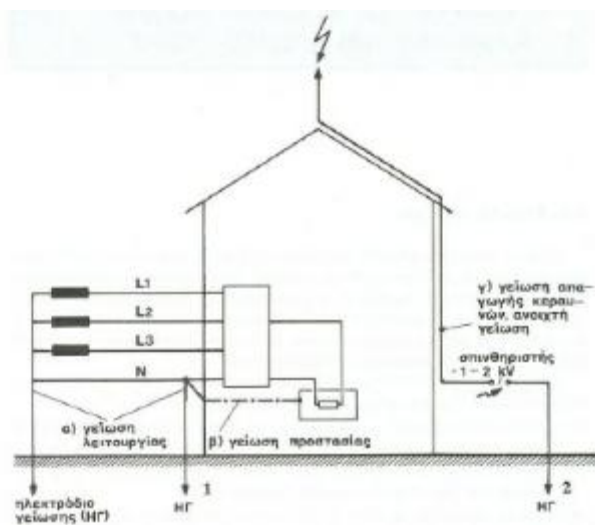 L1
L2
L3
N
α) γείωση
λειτουργίας
β) γείωση προστασίας
γ) γείωση απα-
γωγής κεραυ-
νών, ανοιχτή
γείωση
σπινθηριστής
-1-2 kV
ηλεκτρόδιο
γείωσης (ΗΓ)
1
ΗΓ
2
ΗΓ